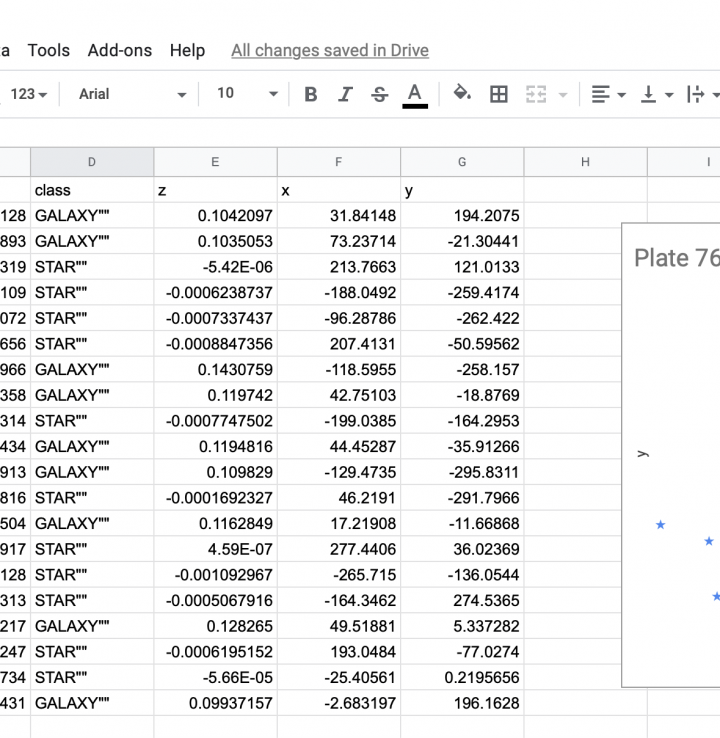 a Tools Add-ons Help All changes saved in Drive
123 Arial 10 B I S A
D E F G H I
class z x y
128 GALAXY"" 0.1042097 31.84148 194.2075
893 GALAXY"" 0.1035053 73.23714 -21.30441
319 STAR"" -5.42E-06 213.7663 121.0133
109 STAR"" -0.0006238737 -188.0492 -259.4174
072 STAR"" -0.0007337437 -96.28786 -262.422
656 STAR"" -0.0008847356 207.4131 -50.59562
966 GALAXY"" 0.1430759 -118.5955 -258.157
358 GALAXY"" 0.119742 42.75103 -18.8769
314 STAR"" -0.0007747502 -199.0385 -164.2953
434 GALAXY"" 0.1194816 44.45287 -35.91266
913 GALAXY"" 0.109829 -129.4735 -295.8311
816 STAR"" -0.0001692327 46.2191 -291.7966
504 GALAXY"" 0.1162849 17.21908 -11.66868
917 STAR"" 4.59E-07 277.4406 36.02369
128 STAR"" -0.001092967 -265.715 -136.0544
313 STAR"" -0.0005067916 -164.3462 274.5365
217 GALAXY"" 0.128265 49.51881 5.337282
247 STAR"" -0.0006195152 193.0484 -77.0274
734 STAR"" -5.66E-05 -25.40561 0.2195656
431 GALAXY"" 0.09937157 -2.683197 196.1628
Plate 76
y